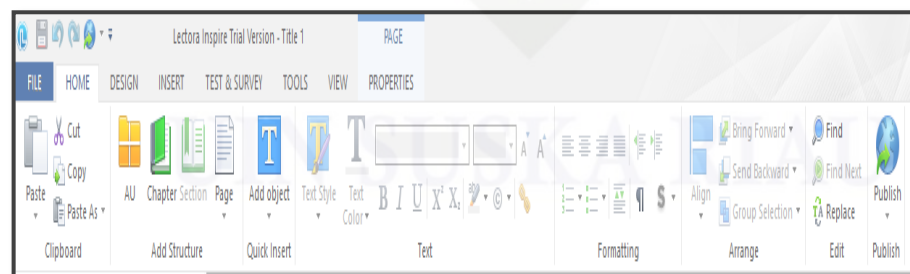 Lectora Inspire Trial Version - Title 1 PAGE
FILE HOME DESIGN INSERT TEST & SURVEY TOOLS VIEW PROPERTIES
Cut
Copy
Paste
Paste As
Clipboard
AU Chapter Section Page
Add Structure
Add object
Quick Insert
Text Style Text Color
B I U X² X₂
Text
Formatting
Align
Bring Forward
Send Backward
Group Selection
Arrange
Find
Find Next
Replace
Edit
Publish
Publish